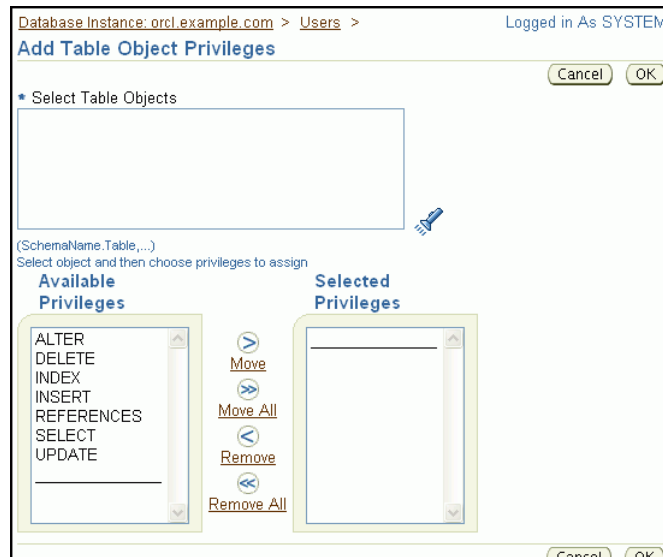 Database Instance: orcl.example.com > Users >
Logged in As SYSTEM
Add Table Object Privileges
Cancel OK
* Select Table Objects
(SchemaName.Table,...)
Select object and then choose privileges to assign
Available Privileges
Selected Privileges
ALTER
DELETE
INDEX
INSERT
REFERENCES
SELECT
UPDATE
Move
Move All
Remove
Remove All
Cancel OK